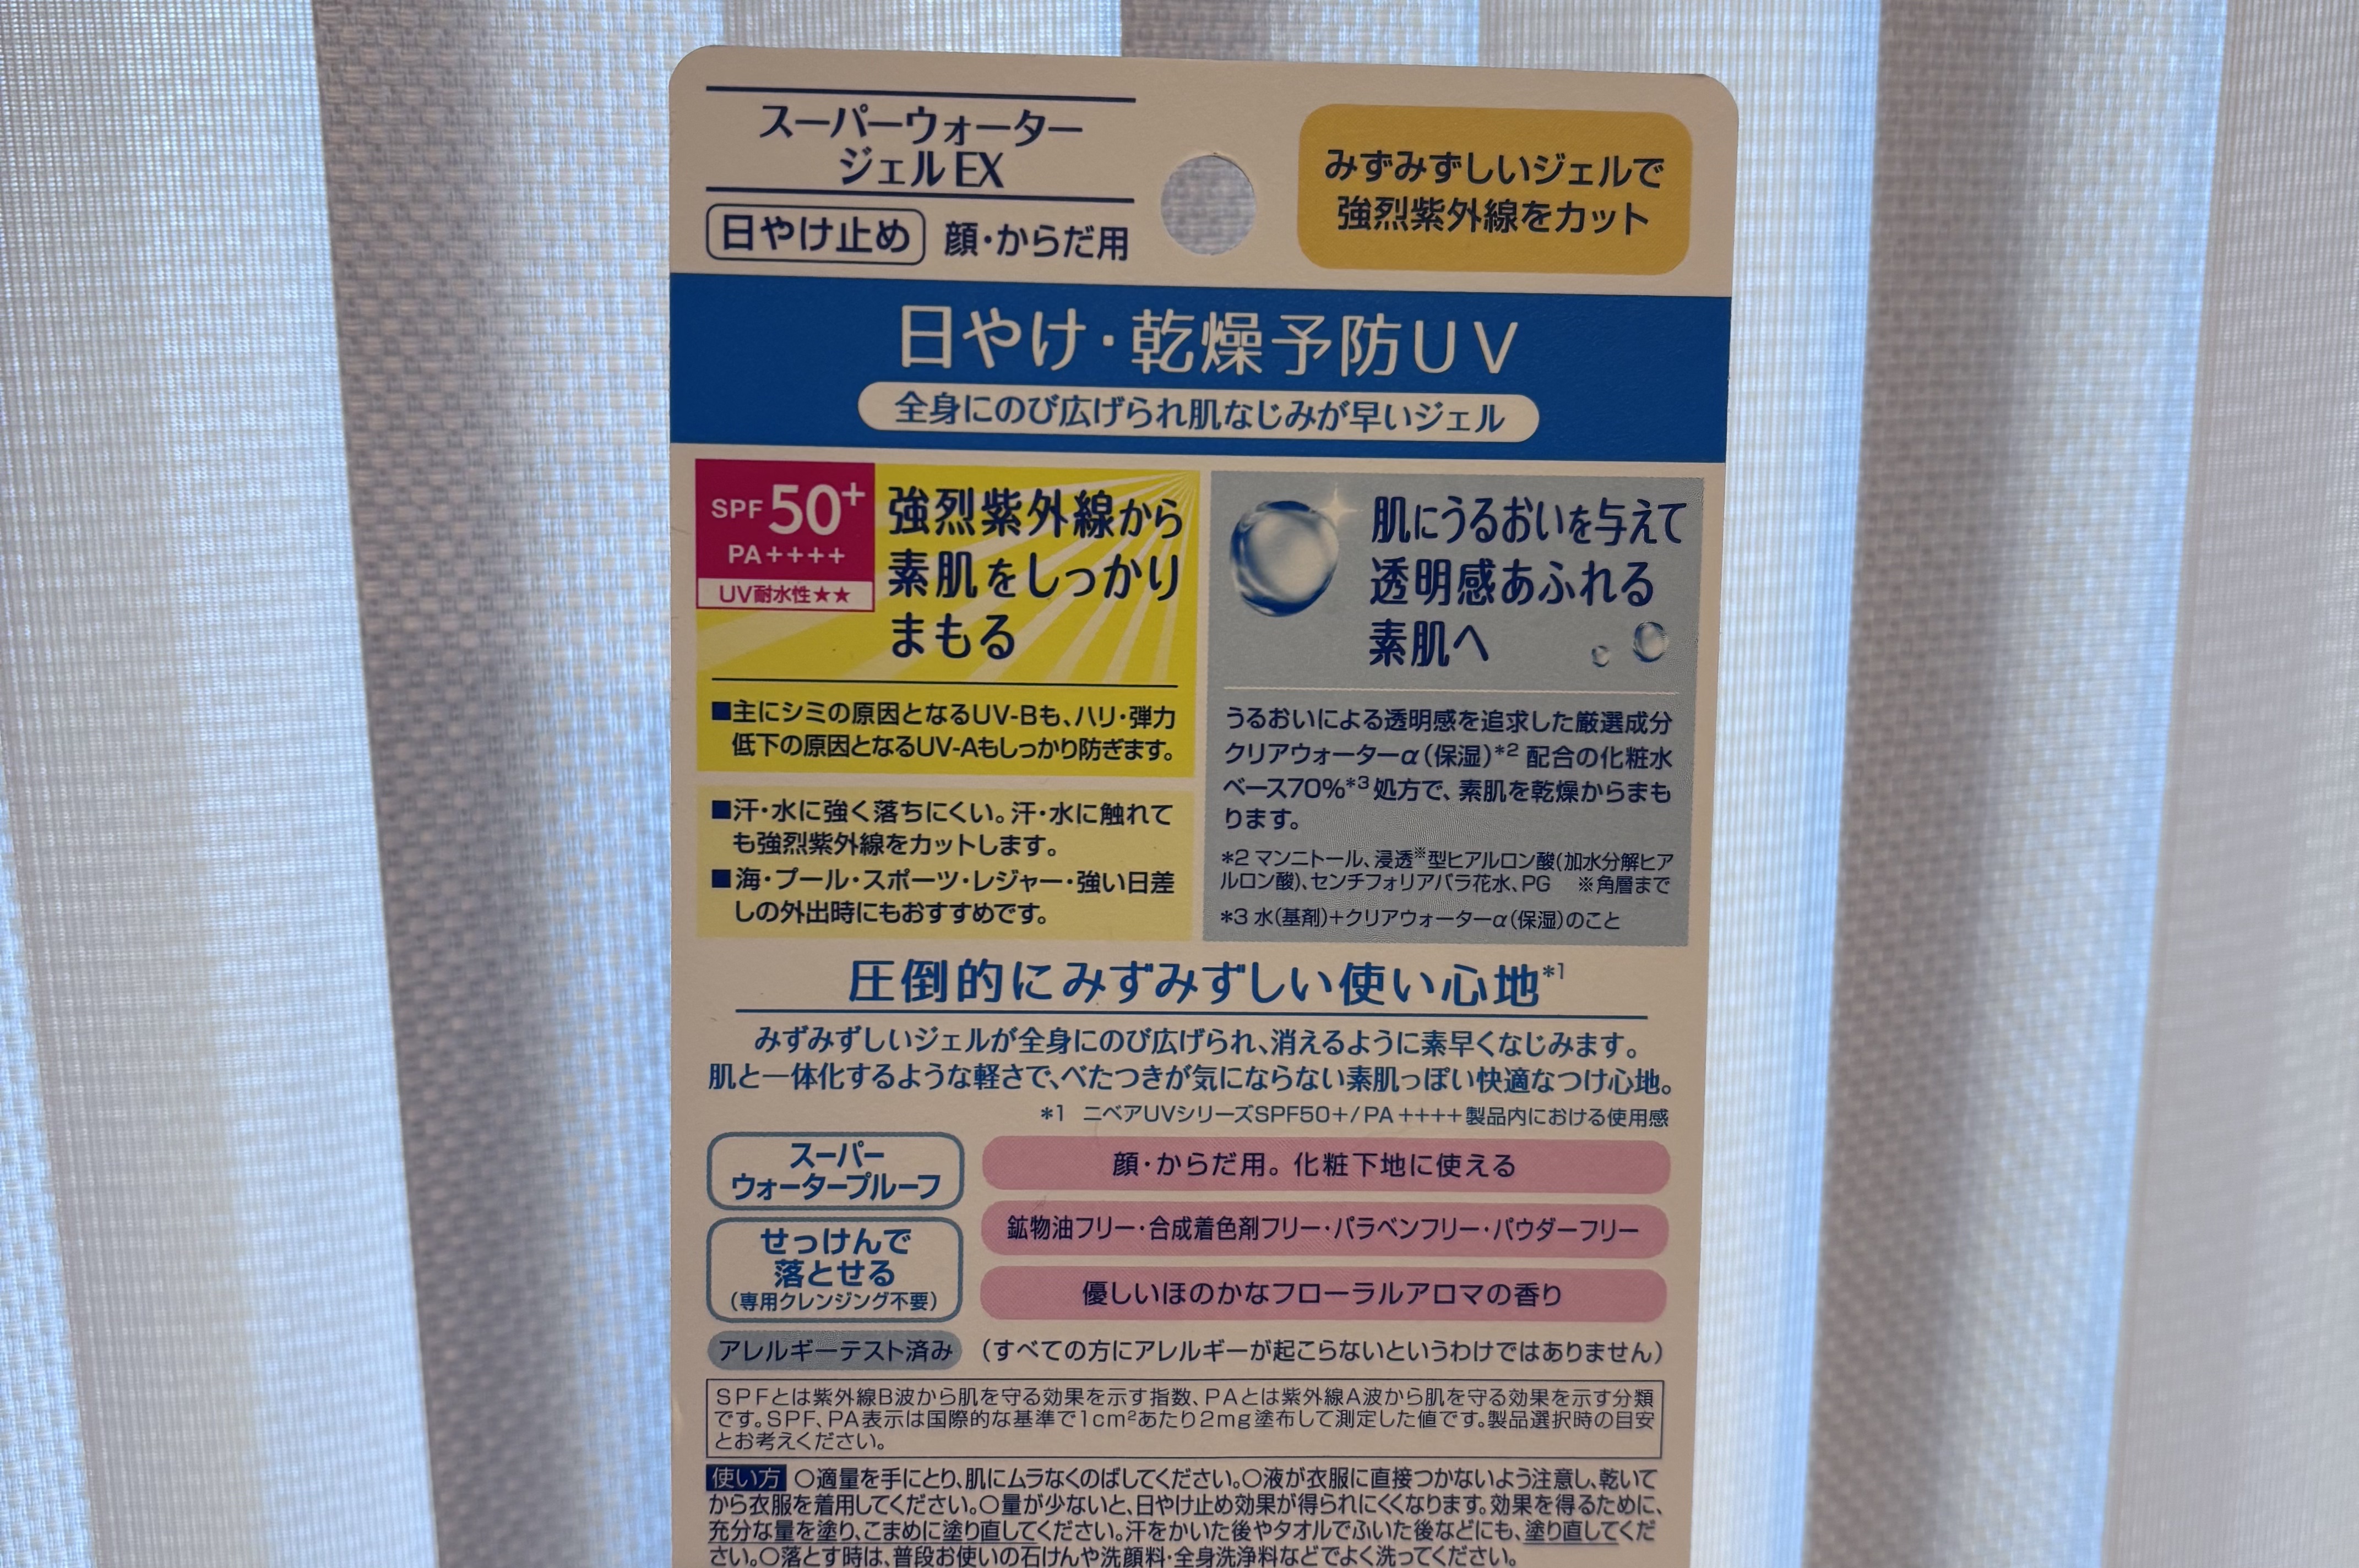 スーパーウォーター
ジェルEX
日やけ止め 顔・からだ用
みずみずしいジェルで
強烈紫外線をカット
日やけ・乾燥予防UV
全身にのび広げられ肌なじみが早いジェル
SPF50+
PA++++
UV耐水性★★
強烈紫外線から
素肌をしっかり
まもる
■主にシミの原因となるUV-Bも、ハリ・弾力
低下の原因となるUV-Aもしっかり防ぎます。
■汗・水に強く落ちにくい。汗・水に触れて
も強烈紫外線をカットします。
■海・プール・スポーツ・レジャー・強い日差
しの外出時にもおすすめです。
肌にうるおいを与えて
透明感あふれる
素肌へ
うるおいによる透明感を追求した厳選成分
クリアウォーターα(保湿)*2 配合の化粧水
ベース70%*3 処方で、素肌を乾燥からまも
ります。
*2 マンニトール、浸透※型ヒアルロン酸(加水分解ヒア
ルロン酸)、センチフォリアバラ花水、PG ※角層まで
*3 水(基剤)+クリアウォーターα(保湿)のこと
圧倒的にみずみずしい使い心地*1
みずみずしいジェルが全身にのび広げられ、消えるように素早くなじみます。
肌と一体化するような軽さで、べたつきが気にならない素肌っぽい快適なつけ心地。
*1 ニベアUVシリーズSPF50+/PA++++製品内における使用感
スーパー
ウォータープルーフ
せっけんで
落とせる
(専用クレンジング不要)
顔・からだ用。化粧下地に使える
鉱物油フリー・合成着色剤フリー・パラベンフリー・パウダーフリー
優しいほのかなフローラルアロマの香り
アレルギーテスト済み (すべての方にアレルギーが起こらないというわけではありません)
SPFとは紫外線B波から肌を守る効果を示す指数、PAとは紫外線A波から肌を守る効果を示す分類
です。SPF、PA表示は国際的な基準で1cm²あたり2mg塗布して測定した値です。製品選択時の目安
とお考えください。
使い方 ○適量を手にとり、肌にムラなくのばしてください。○液が衣服に直接つかないよう注意し、乾いて
から衣服を着用してください。○量が少ないと、日やけ止め効果が得られにくくなります。効果を得るために、
充分な量を塗り、こまめに塗り直してください。汗をかいた後やタオルでふいた後などにも、塗り直してくだ
さい。○落とす時は、普段お使いの石けんや洗顔料・全身洗浄料などでよく洗ってください。